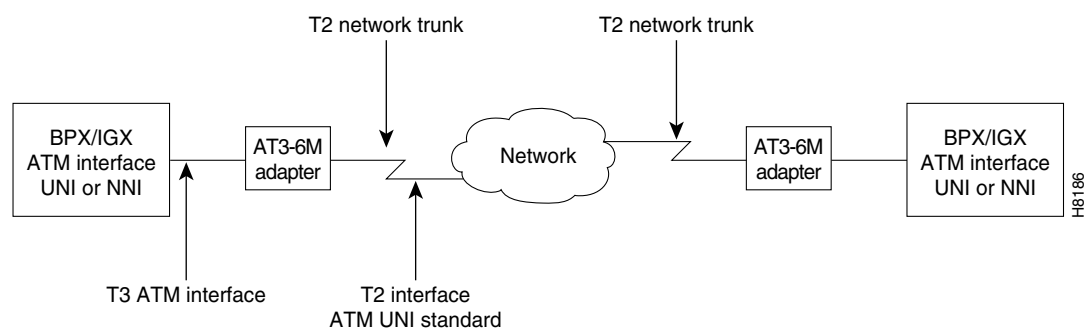 T2 network trunk
T2 network trunk
BPX/IGX
ATM interface
UNI or NNI
AT3-6M
adapter
Network
AT3-6M
adapter
BPX/IGX
ATM interface
UNI or NNI
H8186
T3 ATM interface
T2 interface
ATM UNI standard